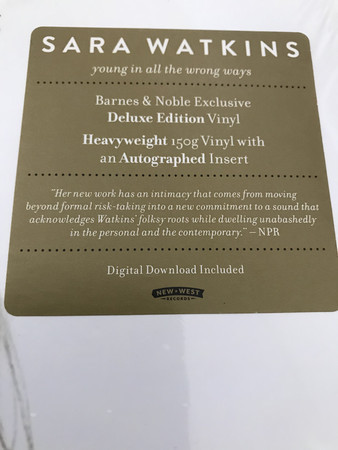 SARA WATKINS
young in all the wrong ways
Barnes & Noble Exclusive
Deluxe Edition Vinyl
Heavyweight 150g Vinyl with
an Autographed Insert
"Her new work has an intimacy that comes from moving
beyond formal risk-taking into a new commitment to a sound that
acknowledges Watkins' folksy roots while dwelling unabashedly
in the personal and the contemporary." – NPR
Digital Download Included
NEW WEST
RECORDS